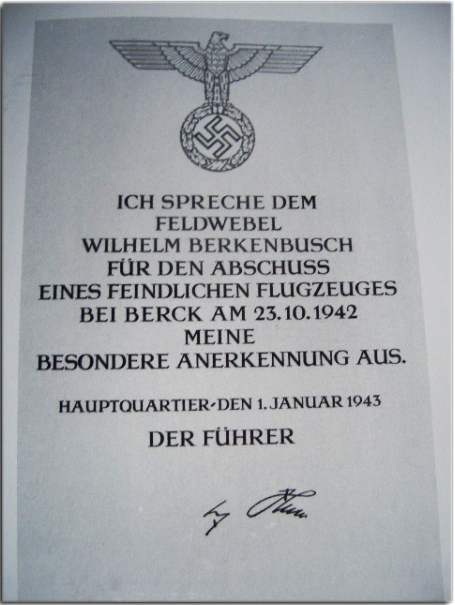 ICH SPRECHE DEM
FELDWEBEL
WILHELM BERKENBUSCH
FÜR DEN ABSCHUSS
EINES FEINDLICHEN FLUGZEUGES
BEI BERCK AM 23.10.1942
MEINE
BESONDERE ANERKENNUNG AUS.
HAUPTQUARTIER·DEN 1. JANUAR 1943
DER FÜHRER